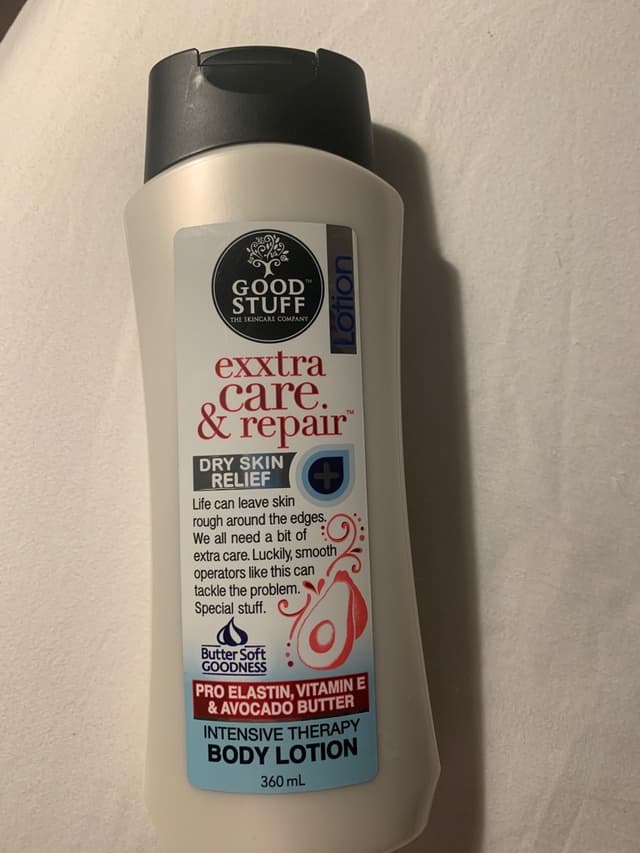 GOOD™
STUFF
THE SKINCARE COMPANY
Lotion
exxtra
care.
& repair™
DRY SKIN
RELIEF
Life can leave skin
rough around the edges.
We all need a bit of
extra care. Luckily, smooth
operators like this can
tackle the problem.
Special stuff.
Butter Soft
GOODNESS
PRO ELASTIN, VITAMIN E
& AVOCADO BUTTER
INTENSIVE THERAPY
BODY LOTION
360 mL